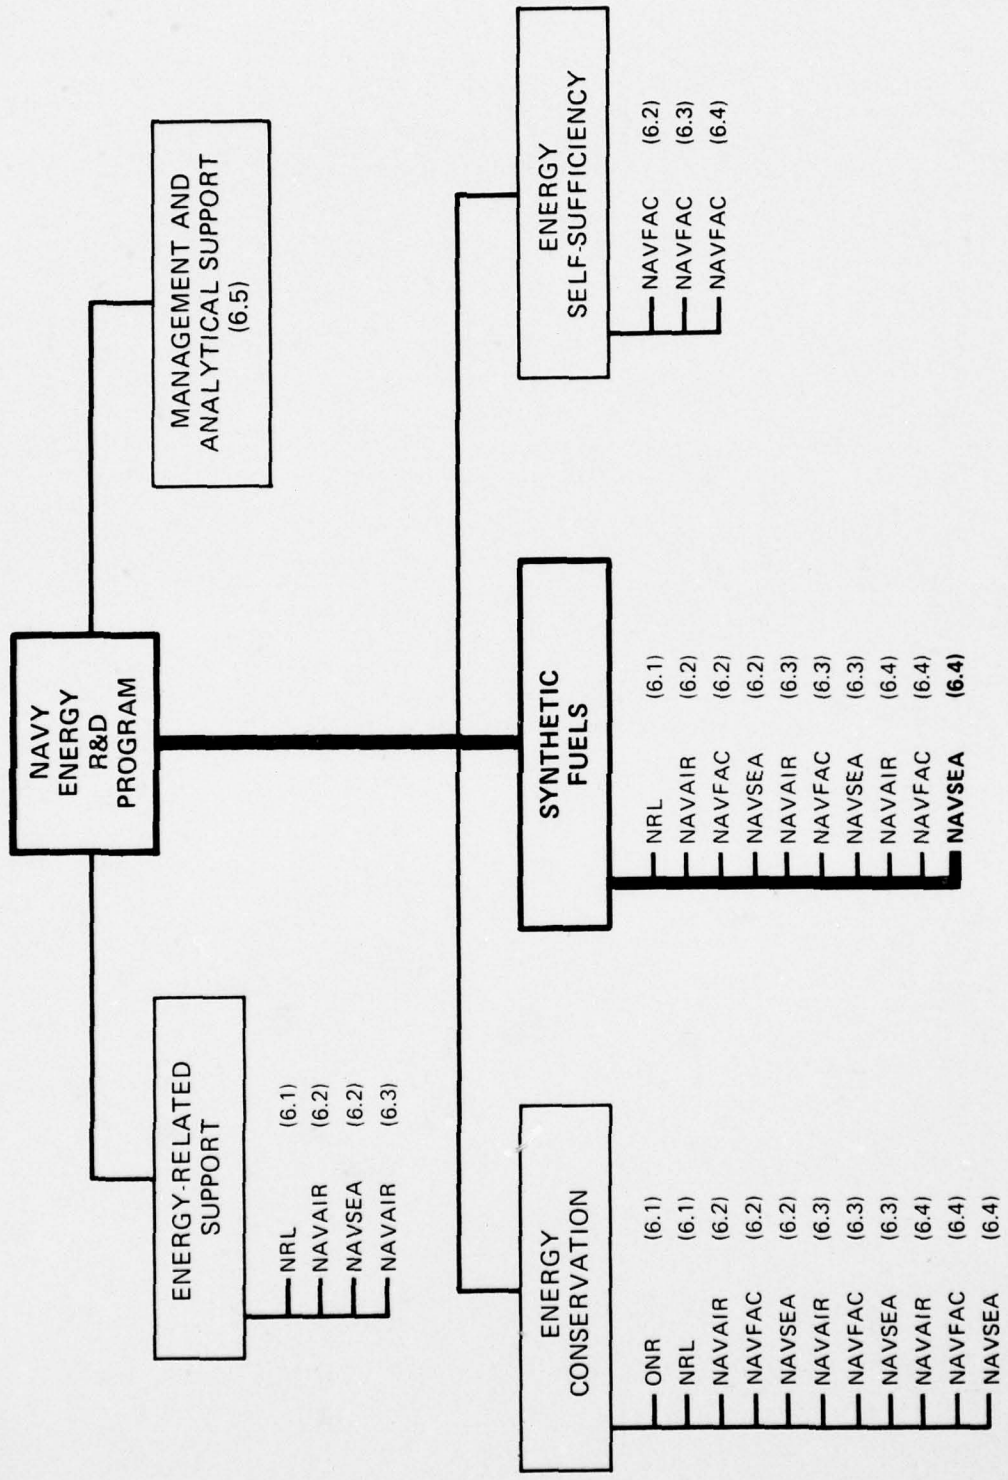 NAVY
ENERGY
R&D
PROGRAM
ENERGY-RELATED
SUPPORT
NRL (6.1)
NAVAIR (6.2)
NAVSEA (6.2)
NAVAIR (6.3)
MANAGEMENT AND
ANALYTICAL SUPPORT
(6.5)
ENERGY
CONSERVATION
ONR (6.1)
NRL (6.1)
NAVAIR (6.2)
NAVFAC (6.2)
NAVSEA (6.2)
NAVAIR (6.3)
NAVFAC (6.3)
NAVSEA (6.3)
NAVAIR (6.4)
NAVFAC (6.4)
NAVSEA (6.4)
SYNTHETIC
FUELS
NRL (6.1)
NAVAIR (6.2)
NAVFAC (6.2)
NAVSEA (6.2)
NAVAIR (6.3)
NAVFAC (6.3)
NAVSEA (6.3)
NAVAIR (6.4)
NAVFAC (6.4)
NAVSEA (6.4)
ENERGY
SELF-SUFFICIENCY
NAVFAC (6.2)
NAVFAC (6.3)
NAVFAC (6.4)